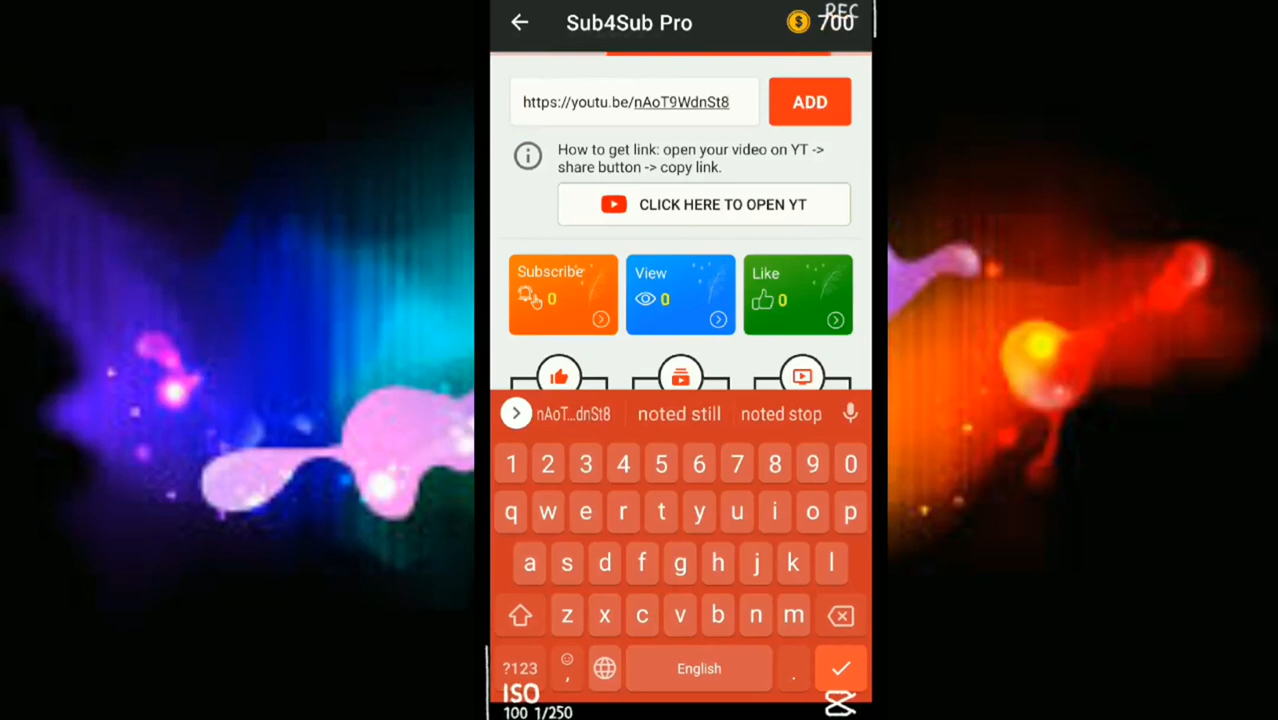 Sub4Sub Pro
REC
700
https://youtu.be/nAoT9WdnSt8
ADD
How to get link: open your video on YT ->
share button -> copy link.
CLICK HERE TO OPEN YT
Subscribe
0
View
0
Like
0
nAoT...dnSt8
noted still
noted stop
1 2 3 4 5 6 7 8 9 0
q w e r t y u i o p
a s d f g h j k l
z x c v b n m
?123
,
English
.
ISO
100 1/250